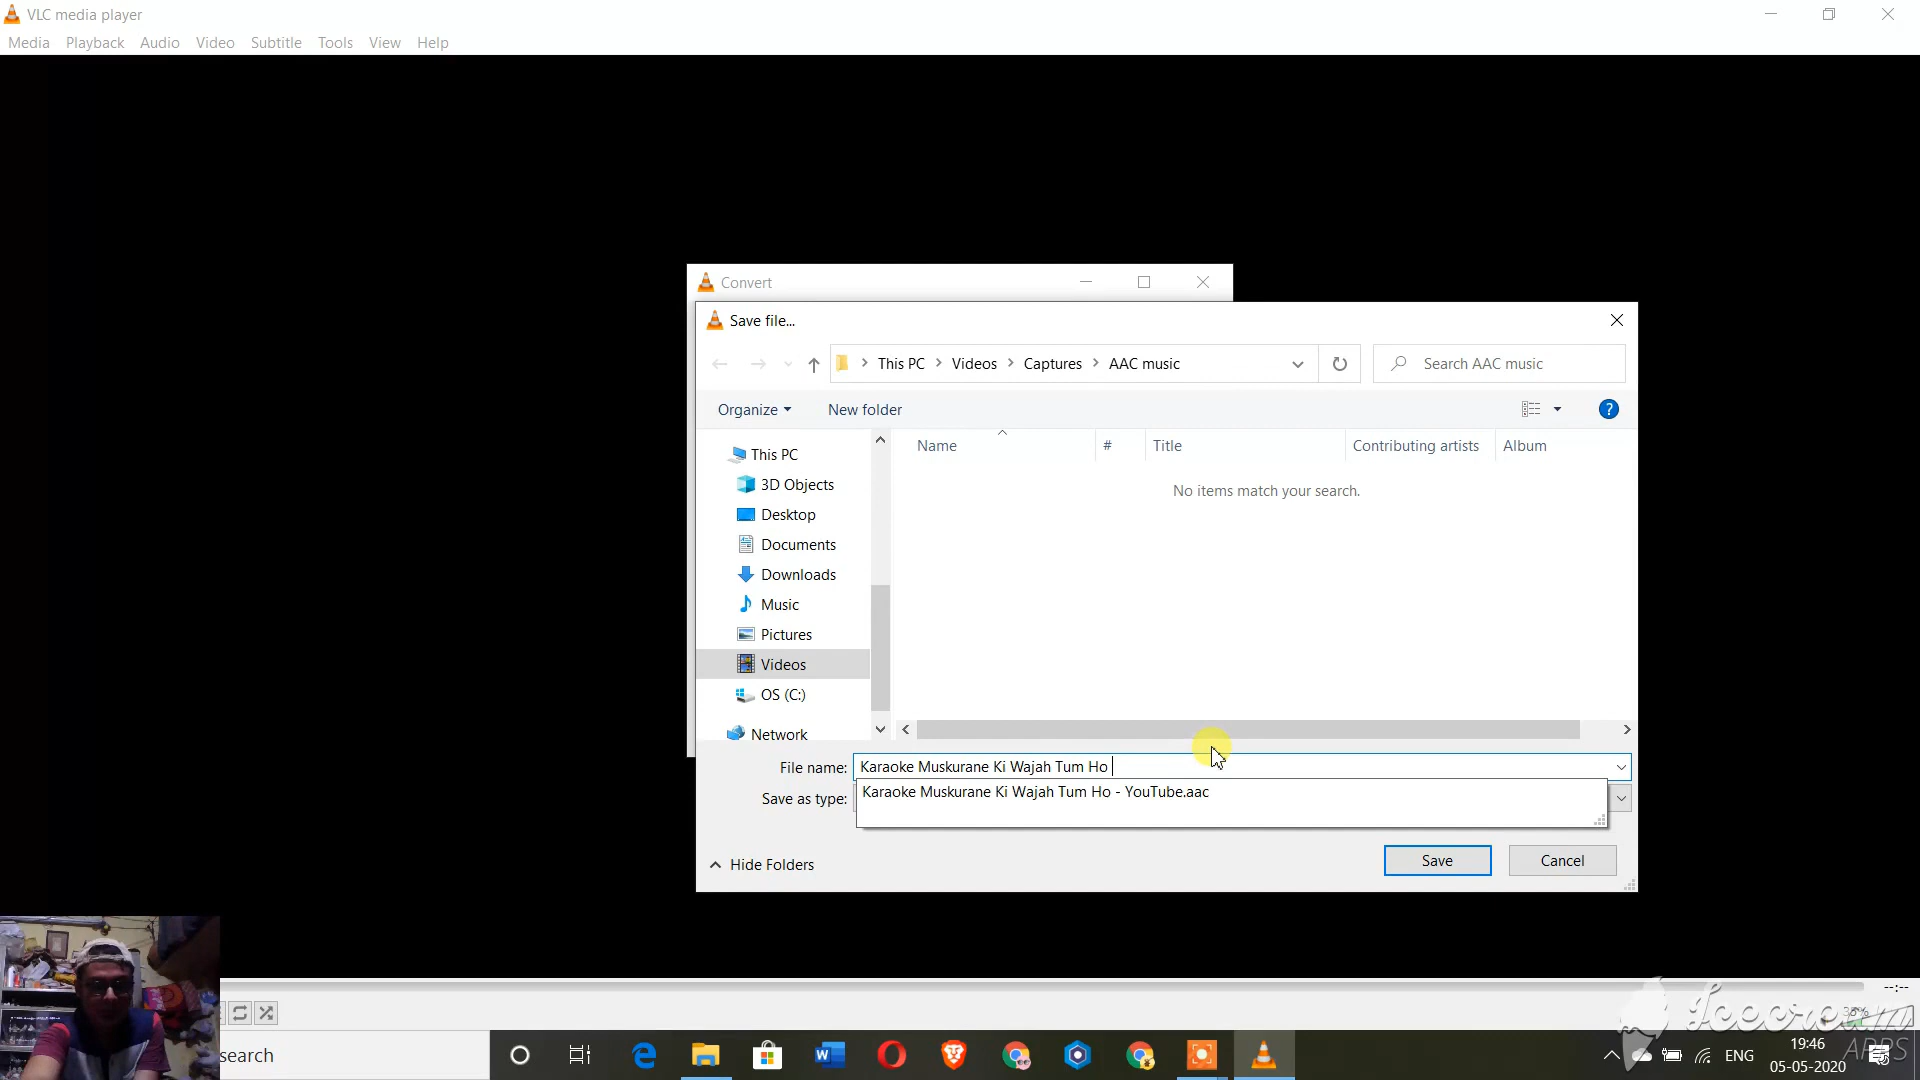 VLC media player
Media Playback Audio Video Subtitle Tools View Help
Convert
Save file...
This PC Videos Captures AAC music
Search AAC music
Organize New folder
Name # Title Contributing artists Album
No items match your search.
This PC
3D Objects
Desktop
Documents
Downloads
Music
Pictures
Videos
OS (C:)
Network
File name: Karaoke Muskurane Ki Wajah Tum Ho
Karaoke Muskurane Ki Wajah Tum Ho - YouTube.aac
Save as type:
Hide Folders
Save Cancel
--:--
Icecream
APPS
search
ENG
19:46
05-05-2020